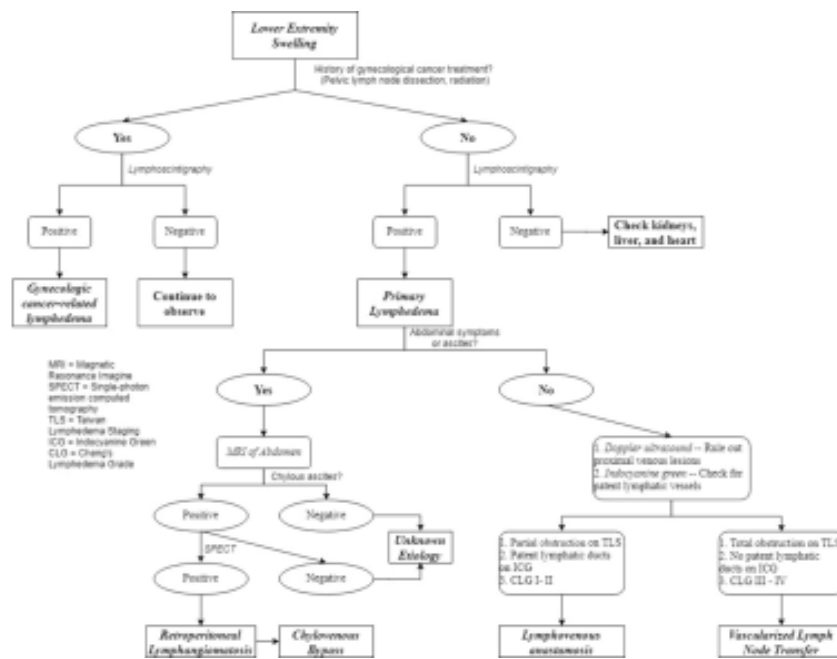 Lower Extremity
Swelling
History of gynecological cancer treatment?
(Pelvic lymph node dissection, radiation)
Yes
No
Lymphoscintigraphy
Lymphoscintigraphy
Positive
Negative
Positive
Negative
Check kidneys,
liver, and heart
Gynecologic
cancer-related
lymphedema
Continue to
observe
Primary
Lymphedema
Abdominal symptoms
or ascites?
MRI = Magnetic
Resonance Imagine
SPECT = Single-photon
emission computed
tomography
TLS = Taiwan
Lymphedema Staging
ICG = Indocyanine Green
CLG = Cheng's
Lymphedema Grade
Yes
No
MRI of Abdomen
1. Doppler ultrasound -- Rule out
proximal venous lesions
2. Indocyanine green -- Check for
patent lymphatic vessels
Chylous ascites?
Positive
Negative
Unknown
Etiology
SPECT
Positive
Negative
1. Partial obstruction on TLS
2. Patent lymphatic ducts
on ICG
3. CLG I- II
1. Total obstruction on TLS
2. No patent lymphatic
ducts on ICG
3. CLG III - IV
Retroperitoneal
Lymphangiomatosis
Chylovenous
Bypass
Lymphovenous
anastomosis
Vascularized Lymph
Node Transfer